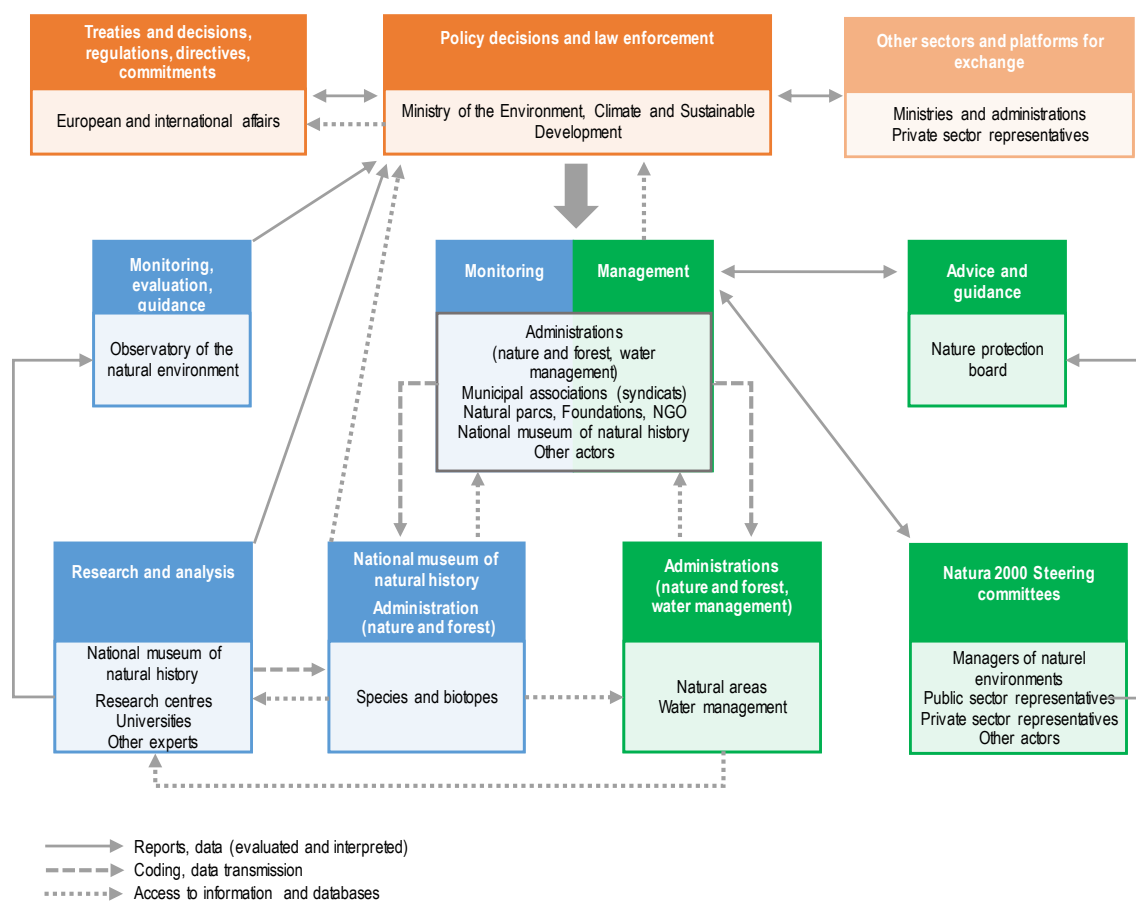 Treaties and decisions,
regulations, directives,
commitments
European and international affairs
Policy decisions and law enforcement
Ministry of the Environment, Climate and Sustainable
Development
Other sectors and platforms for
exchange
Ministries and administrations
Private sector representatives
Monitoring,
evaluation,
guidance
Observatory of the
natural environment
Monitoring
Management
Administrations
(nature and forest, water
management)
Municipal associations (syndicats)
Natural parcs, Foundations, NGO
National museum of natural history
Other actors
Advice and
guidance
Nature protection
board
Research and analysis
National museum of
natural history
Research centres
Universities
Other experts
National museum of
natural history
Administration
(nature and forest)
Species and biotopes
Administrations
(nature and forest,
water management)
Natural areas
Water management
Natura 2000 Steering
committees
Managers of naturel
environments
Public sector representatives
Private sector representatives
Other actors
Reports, data (evaluated and interpreted)
Coding, data transmission
Access to information and databases